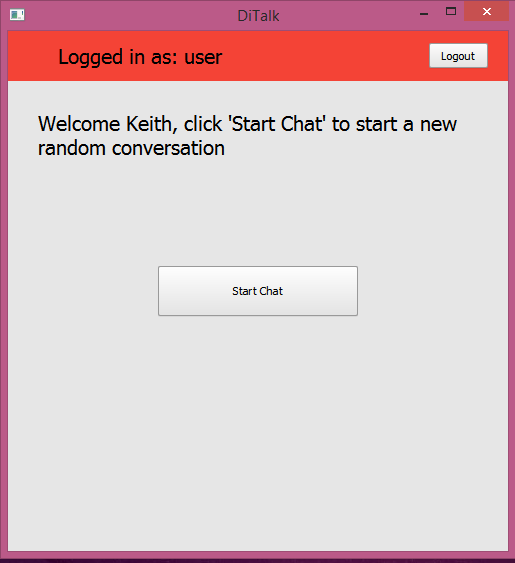 DiTalk
Logged in as: user
Logout
Welcome Keith, click 'Start Chat' to start a new
random conversation
Start Chat